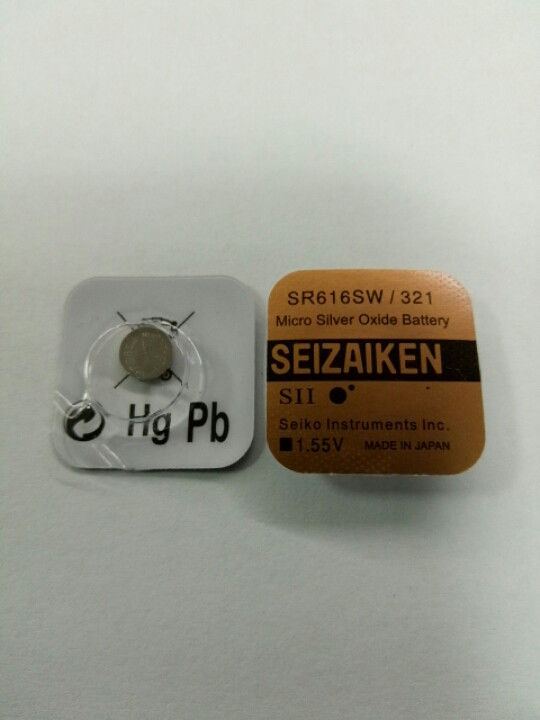 Hg Pb
SR616SW / 321
Micro Silver Oxide Battery
SEIZAIKEN
SII
Seiko Instruments Inc.
1.55V MADE IN JAPAN